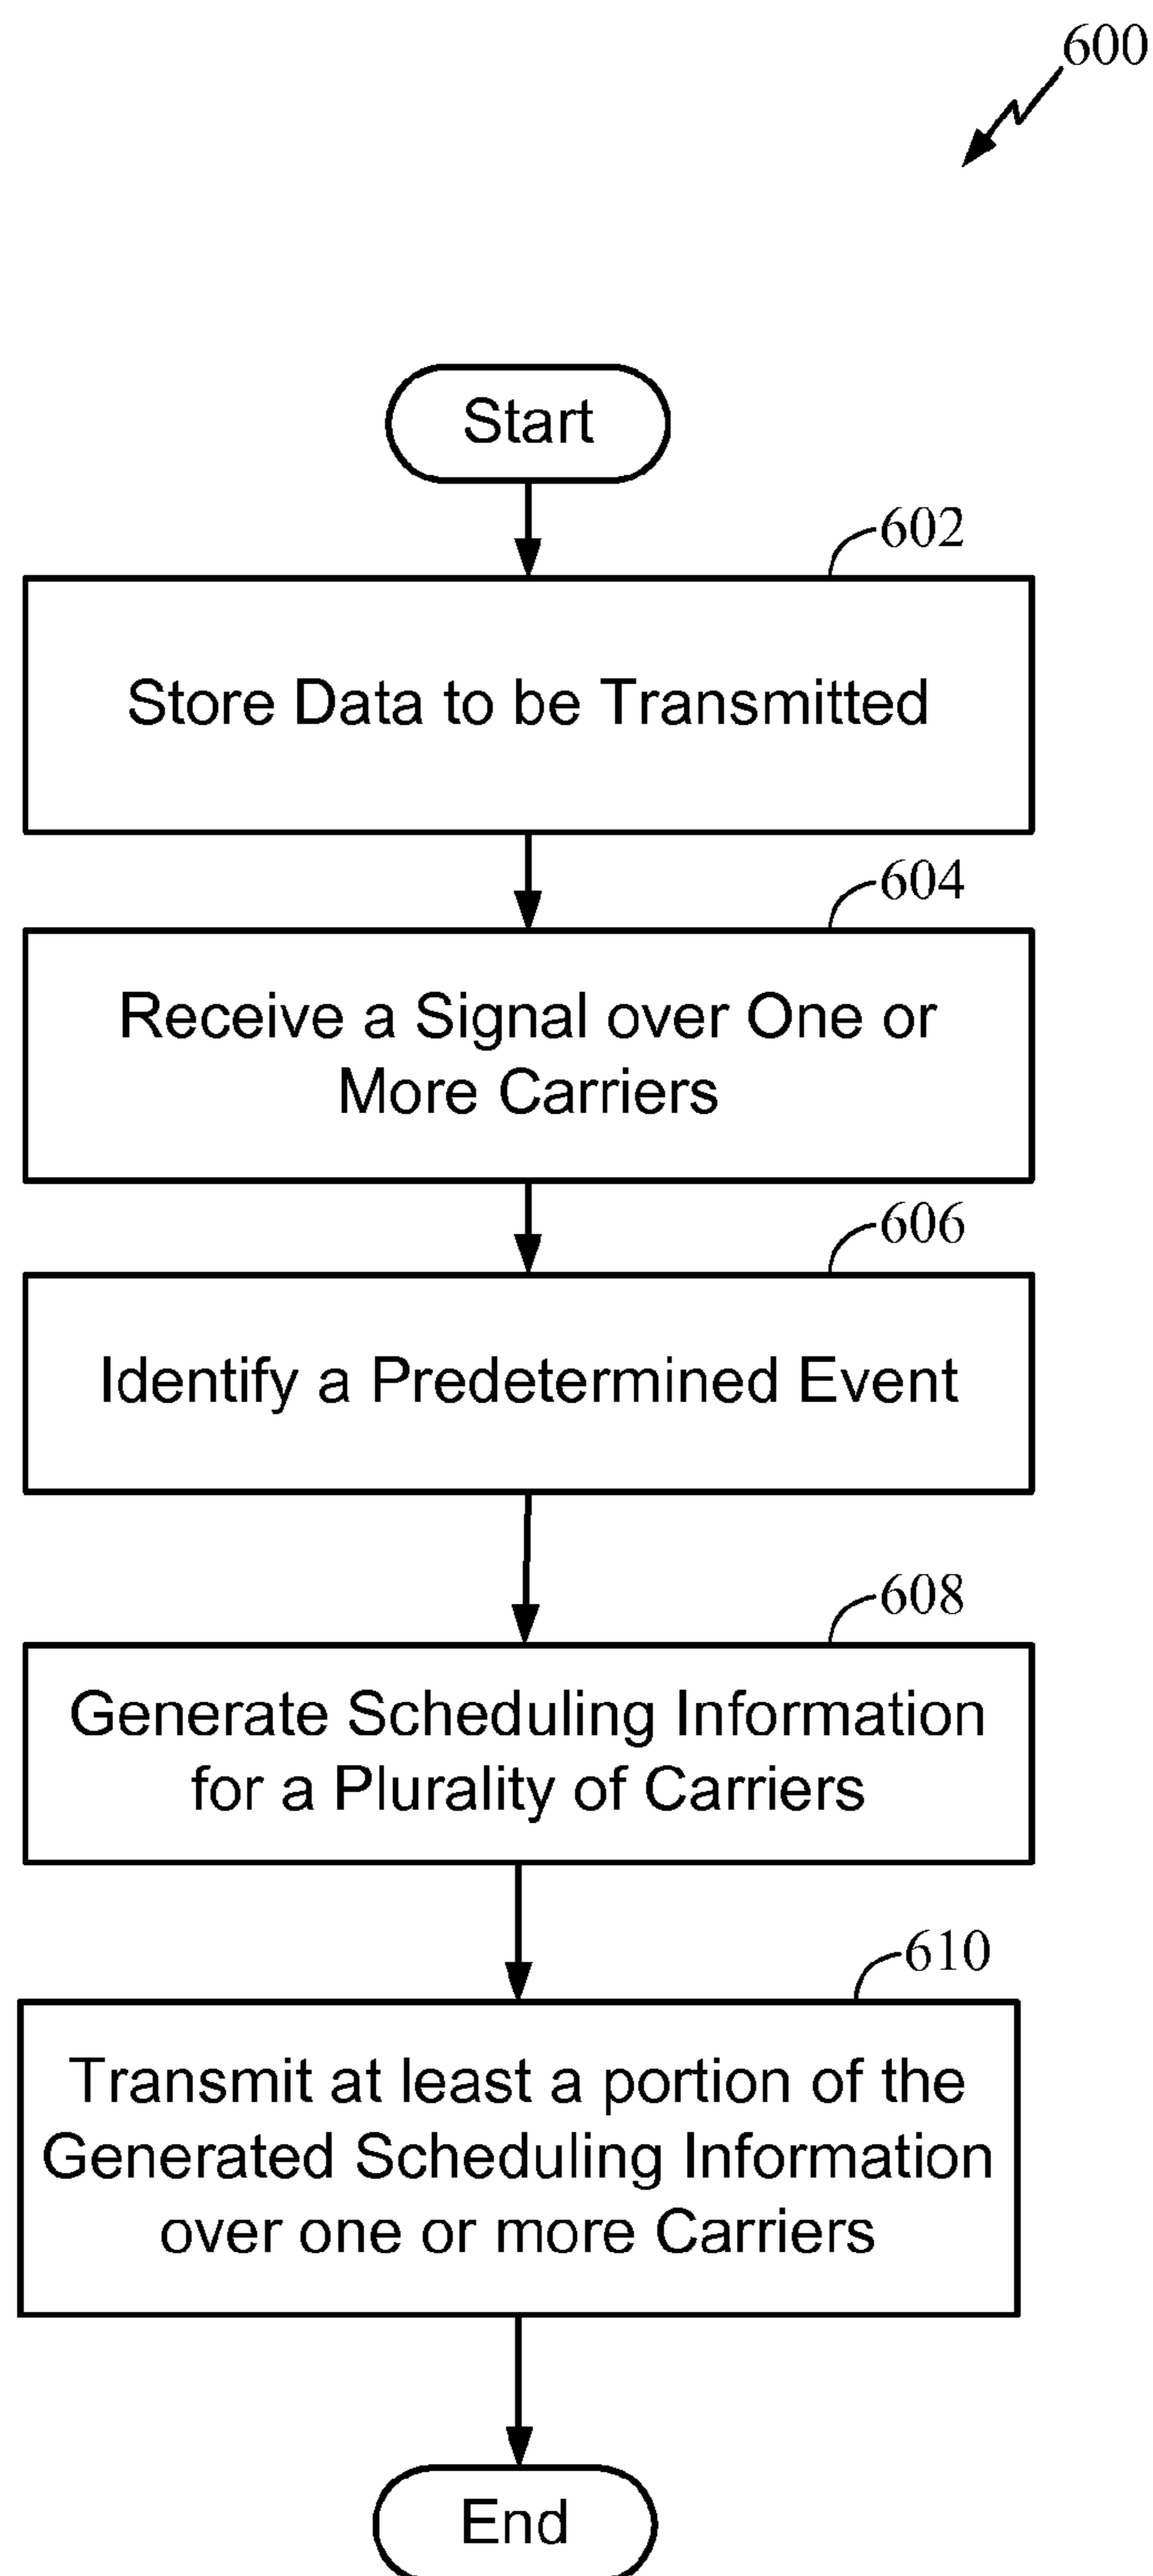 600
Start
602
Store Data to be Transmitted
604
Receive a Signal over One or
More Carriers
606
Identify a Predetermined Event
608
Generate Scheduling Information
for a Plurality of Carriers
610
Transmit at least a portion of the
Generated Scheduling Information
over one or more Carriers
End